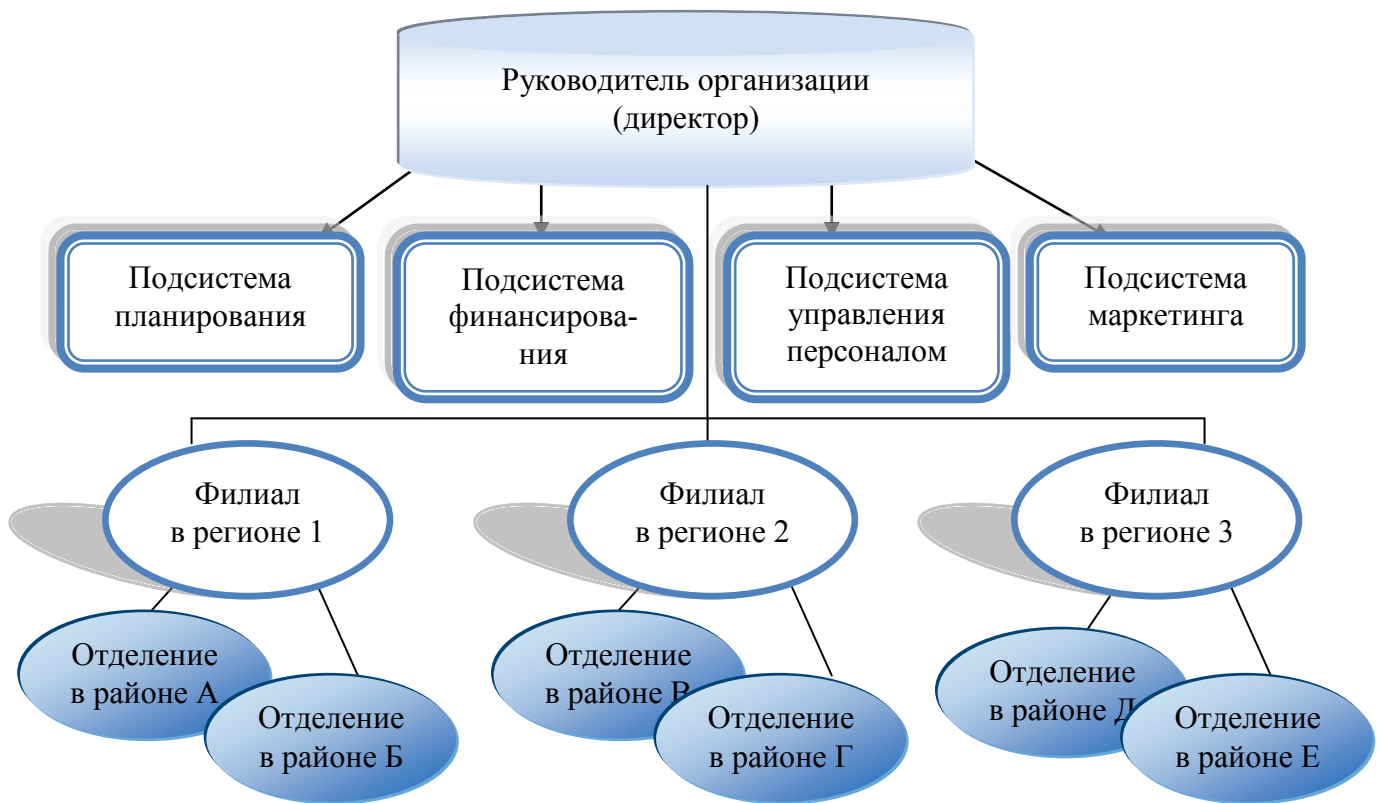 Руководитель организации
(директор)
Подсистема
планирования
Подсистема
финансирова-
ния
Подсистема
управления
персоналом
Подсистема
маркетинга
Филиал
в регионе 1
Филиал
в регионе 2
Филиал
в регионе 3
Отделение
в районе А
Отделение
в районе Б
Отделение
в районе В
Отделение
в районе Г
Отделение
в районе Д
Отделение
в районе Е